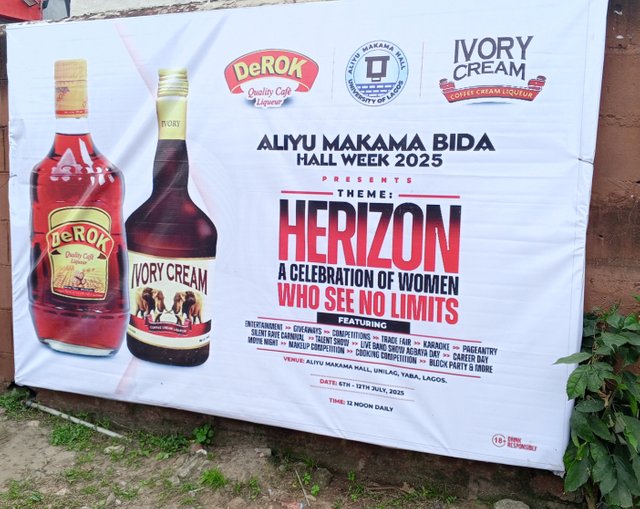 DeROK
Quality Café
Liqueur
ALIYU MAKAMA HALL
UNIVERSITY OF LAGOS
IVORY
CREAM
COFFEE CREAM LIQUEUR
ALIYU MAKAMA BIDA
HALL WEEK 2025
PRESENTS
THEME:
HERIZON
A CELEBRATION OF WOMEN
WHO SEE NO LIMITS
FEATURING
ENTERTAINMENT >> GIVEAWAYS >> COMPETITIONS >> TRADE FAIR >> KARAOKE >> PAGEANTRY
SILENT RAVE CARNIVAL >> TALENT SHOW >> LIVE BAND SHOW AGBAYA DAY >> CAREER DAY
MOVIE NIGHT >> MAKEUP COMPETITION >> COOKING COMPETITION >> BLOCK PARTY & MORE
VENUE: ALIYU MAKAMA HALL, UNILAG, YABA, LAGOS.
DATE: 6TH - 12TH JULY, 2025
TIME: 12 NOON DAILY
18+ DRINK
RESPONSIBLY
DeROK
Quality Café
Liqueur
IVORY
IVORY CREAM
COFFEE CREAM LIQUEUR